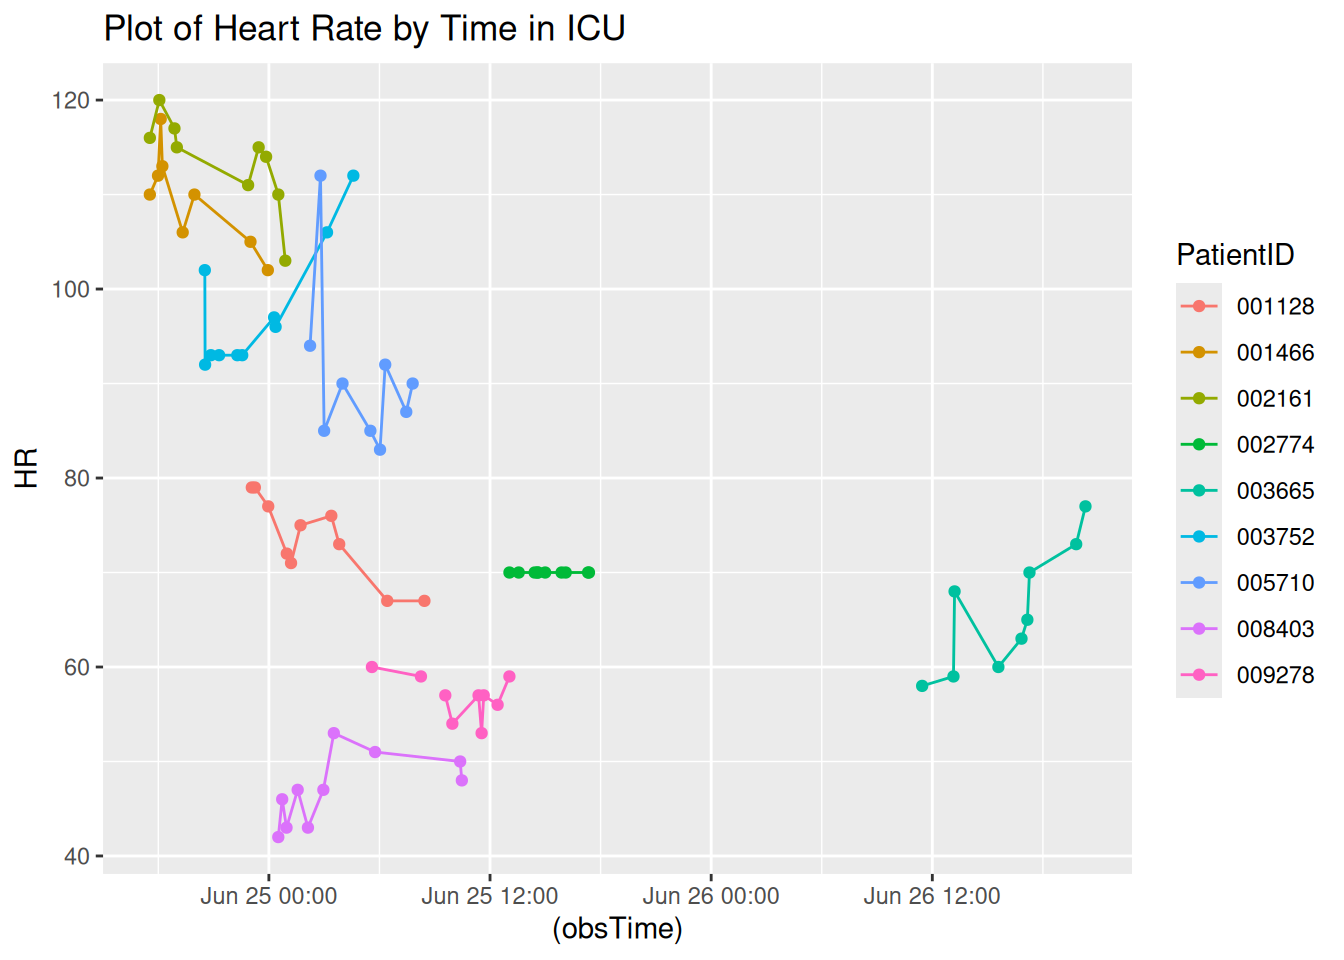 Plot of Heart Rate by Time in ICU
120
100
80
60
40
HR
Jun 25 00:00
Jun 25 12:00
Jun 26 00:00
Jun 26 12:00
(obsTime)
PatientID
001128
001466
002161
002774
003665
003752
005710
008403
009278